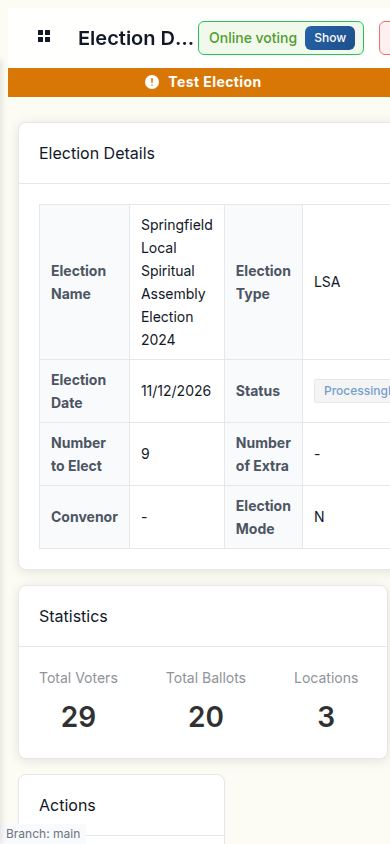 Election D...
Online voting Show
Test Election
Election Details
Election Name
Springfield Local Spiritual Assembly Election 2024
Election Type
LSA
Election Date
11/12/2026
Status
Processing
Number to Elect
9
Number of Extra
-
Convenor
-
Election Mode
N
Statistics
Total Voters
Total Ballots
Locations
29
20
3
Actions
Branch: main